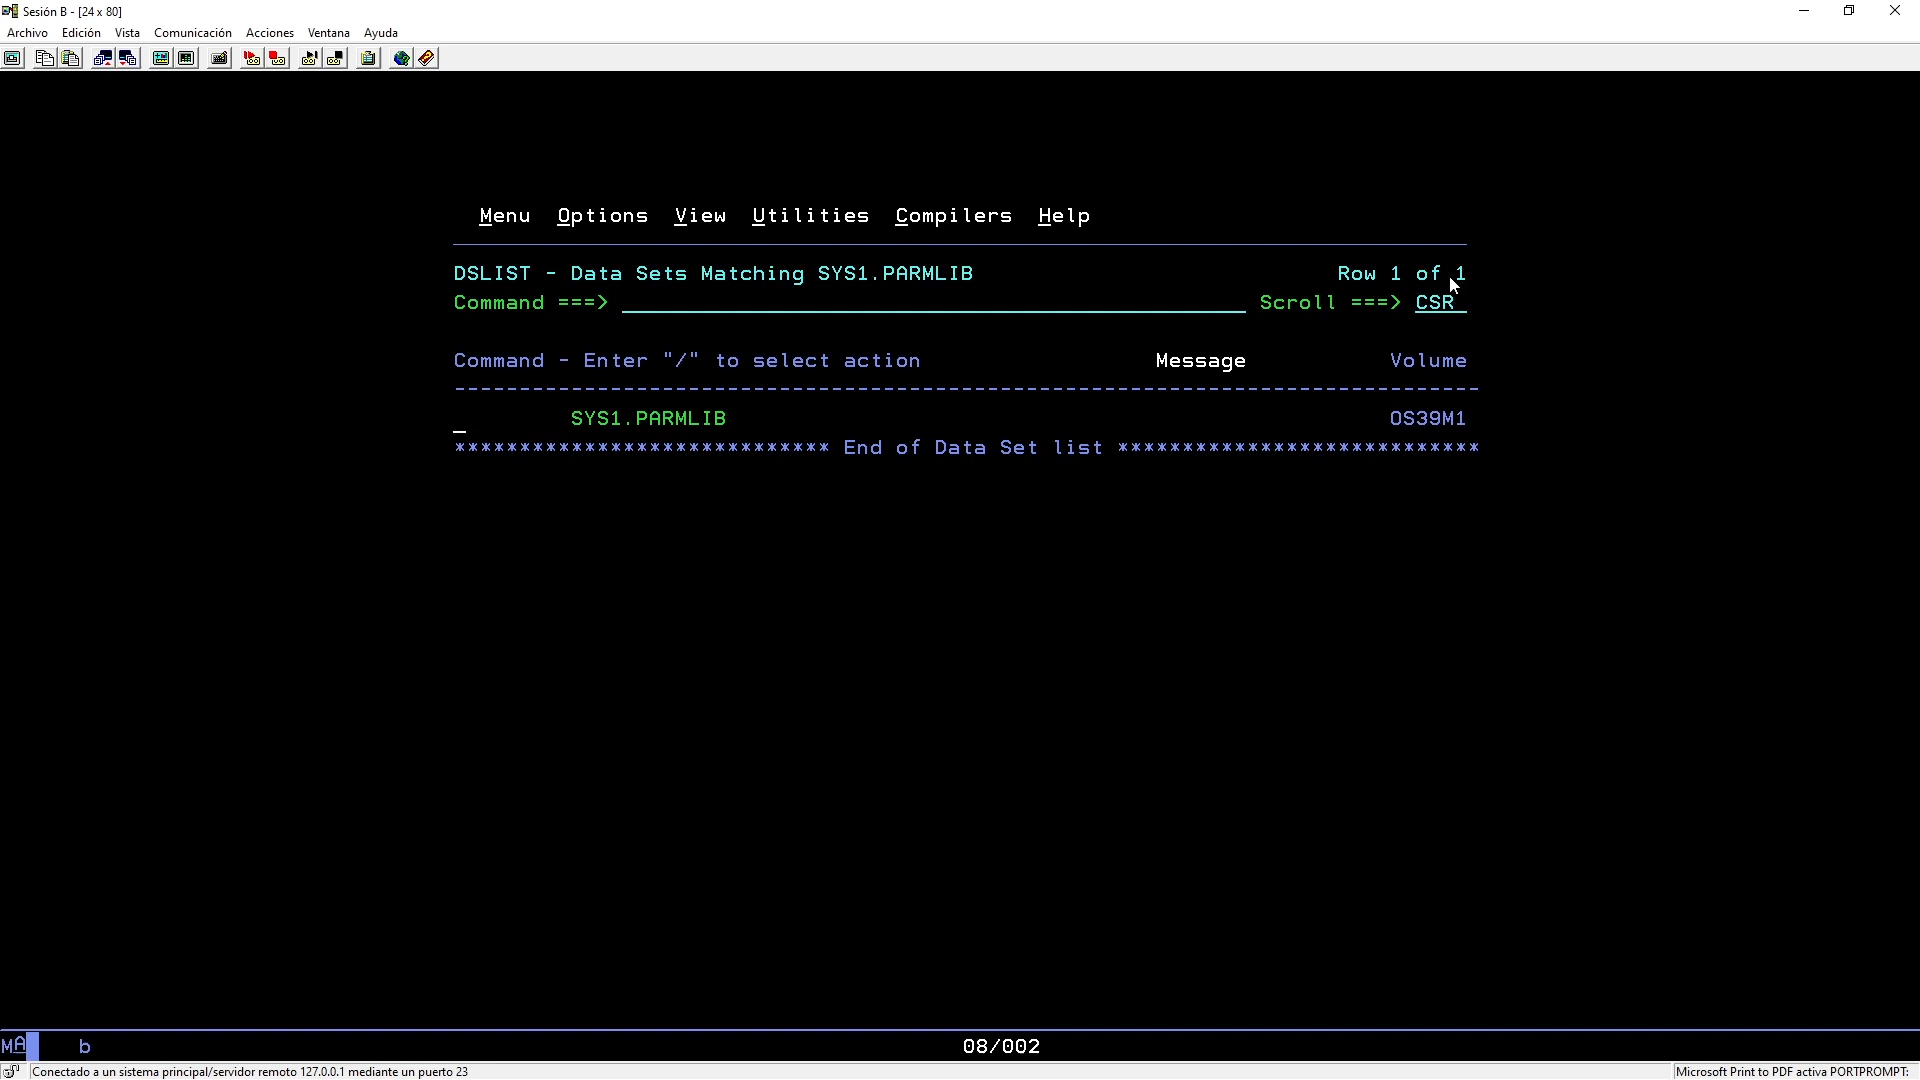 Sesión B - [24 x 80]
Archivo Edición Vista Comunicación Acciones Ventana Ayuda
Menu Options View Utilities Compilers Help
DSLIST - Data Sets Matching SYS1.PARMLIB Row 1 of 1
Command ===> Scroll ===> CSR
Command - Enter "/" to select action Message Volume
-------------------------------------------------------------------------------
SYS1.PARMLIB OS39M1
***************************** End of Data Set list ****************************
MA b 08/002
Conectado a un sistema principal/servidor remoto 127.0.0.1 mediante un puerto 23 Microsoft Print to PDF activa PORTPROMPT: